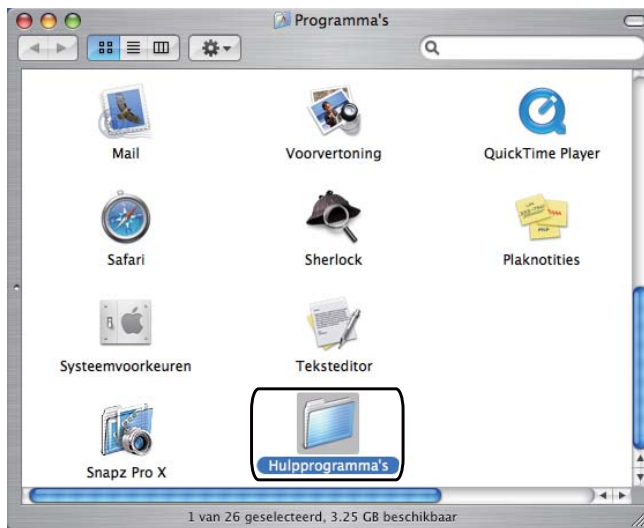 Programma's
Mail
Voorvertoning
QuickTime Player
Safari
Sherlock
Plaknotities
Systeemvoorkeuren
Teksteditor
Snapz Pro X
Hulpprogramma's
1 van 26 geselecteerd, 3.25 GB beschikbaar